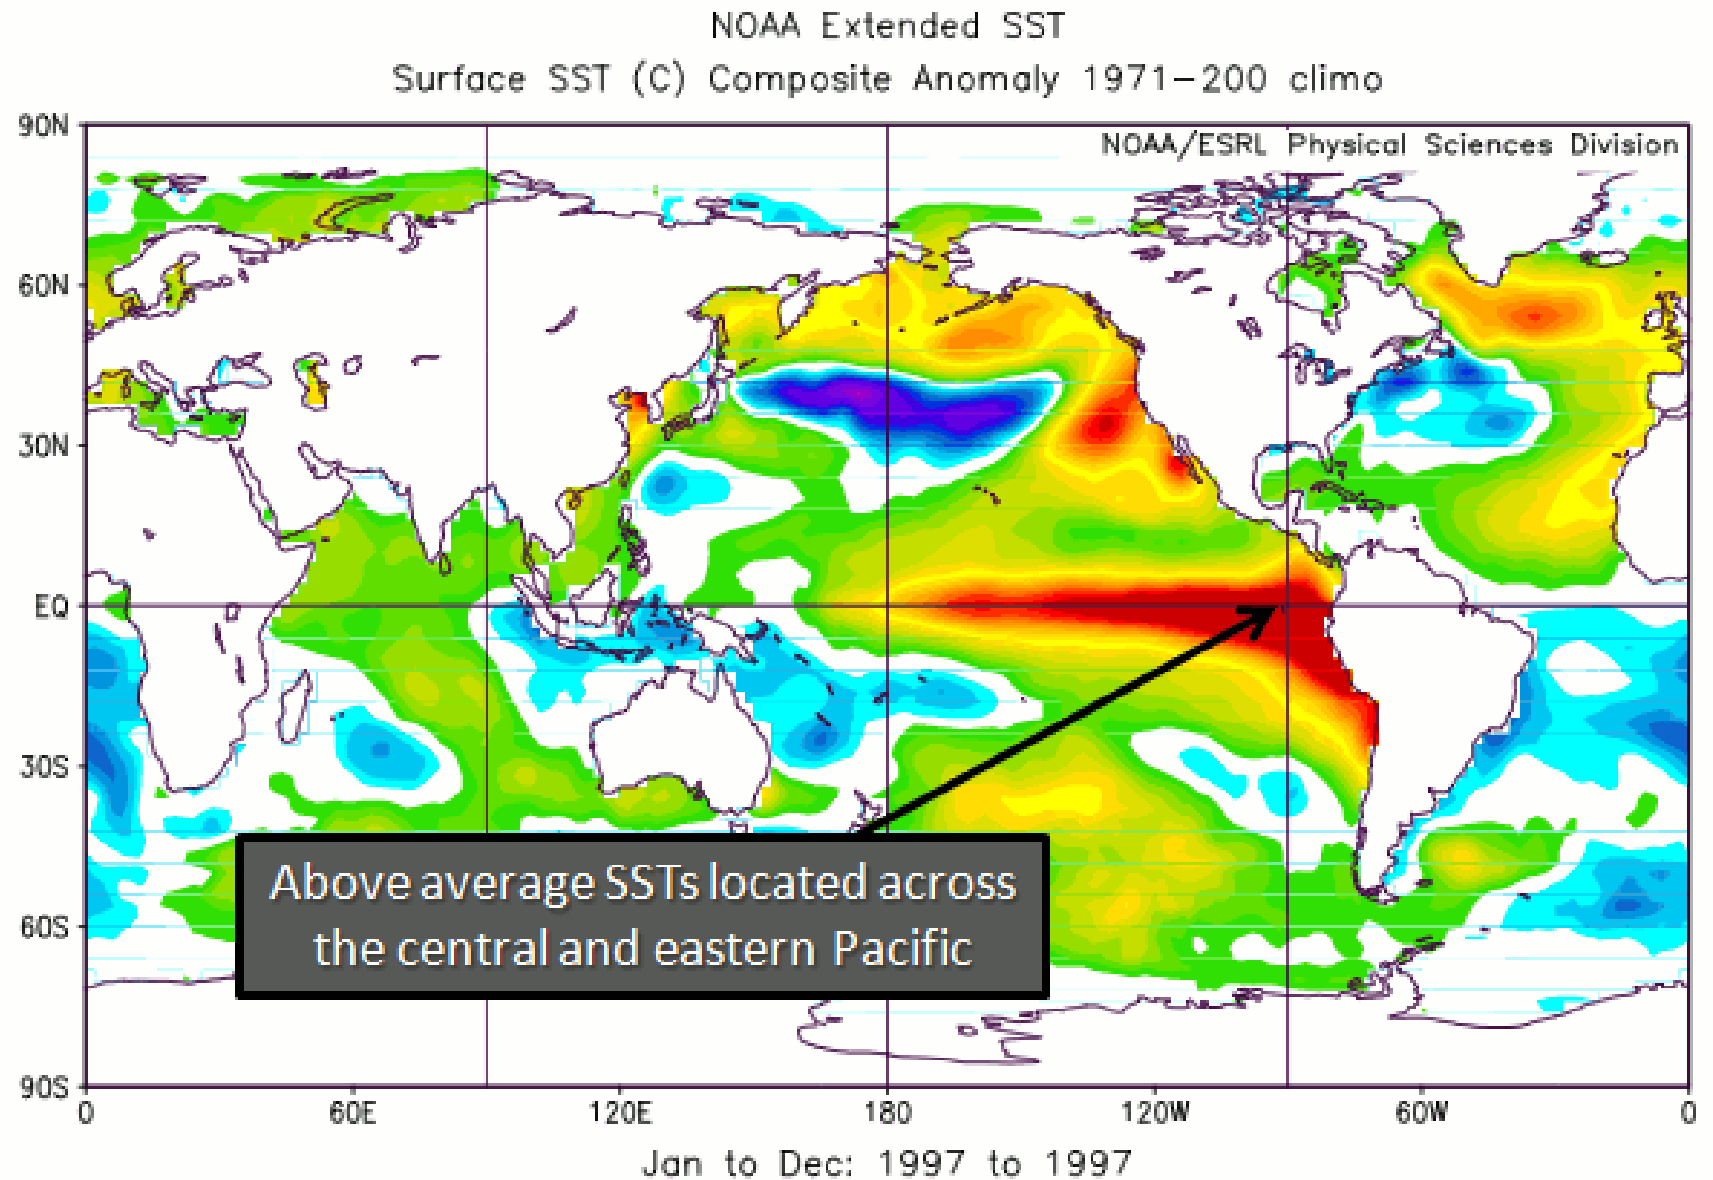 NOAA Extended SST
Surface SST (C) Composite Anomaly 1971-200 climo
NOAA/ESRL Physical Sciences Division
90N
60N
30N
EQ
30S
60S
90S
Above average SSTs located across
the central and eastern Pacific
0 60E 120E 180 120W 60W 0
Jan to Dec: 1997 to 1997